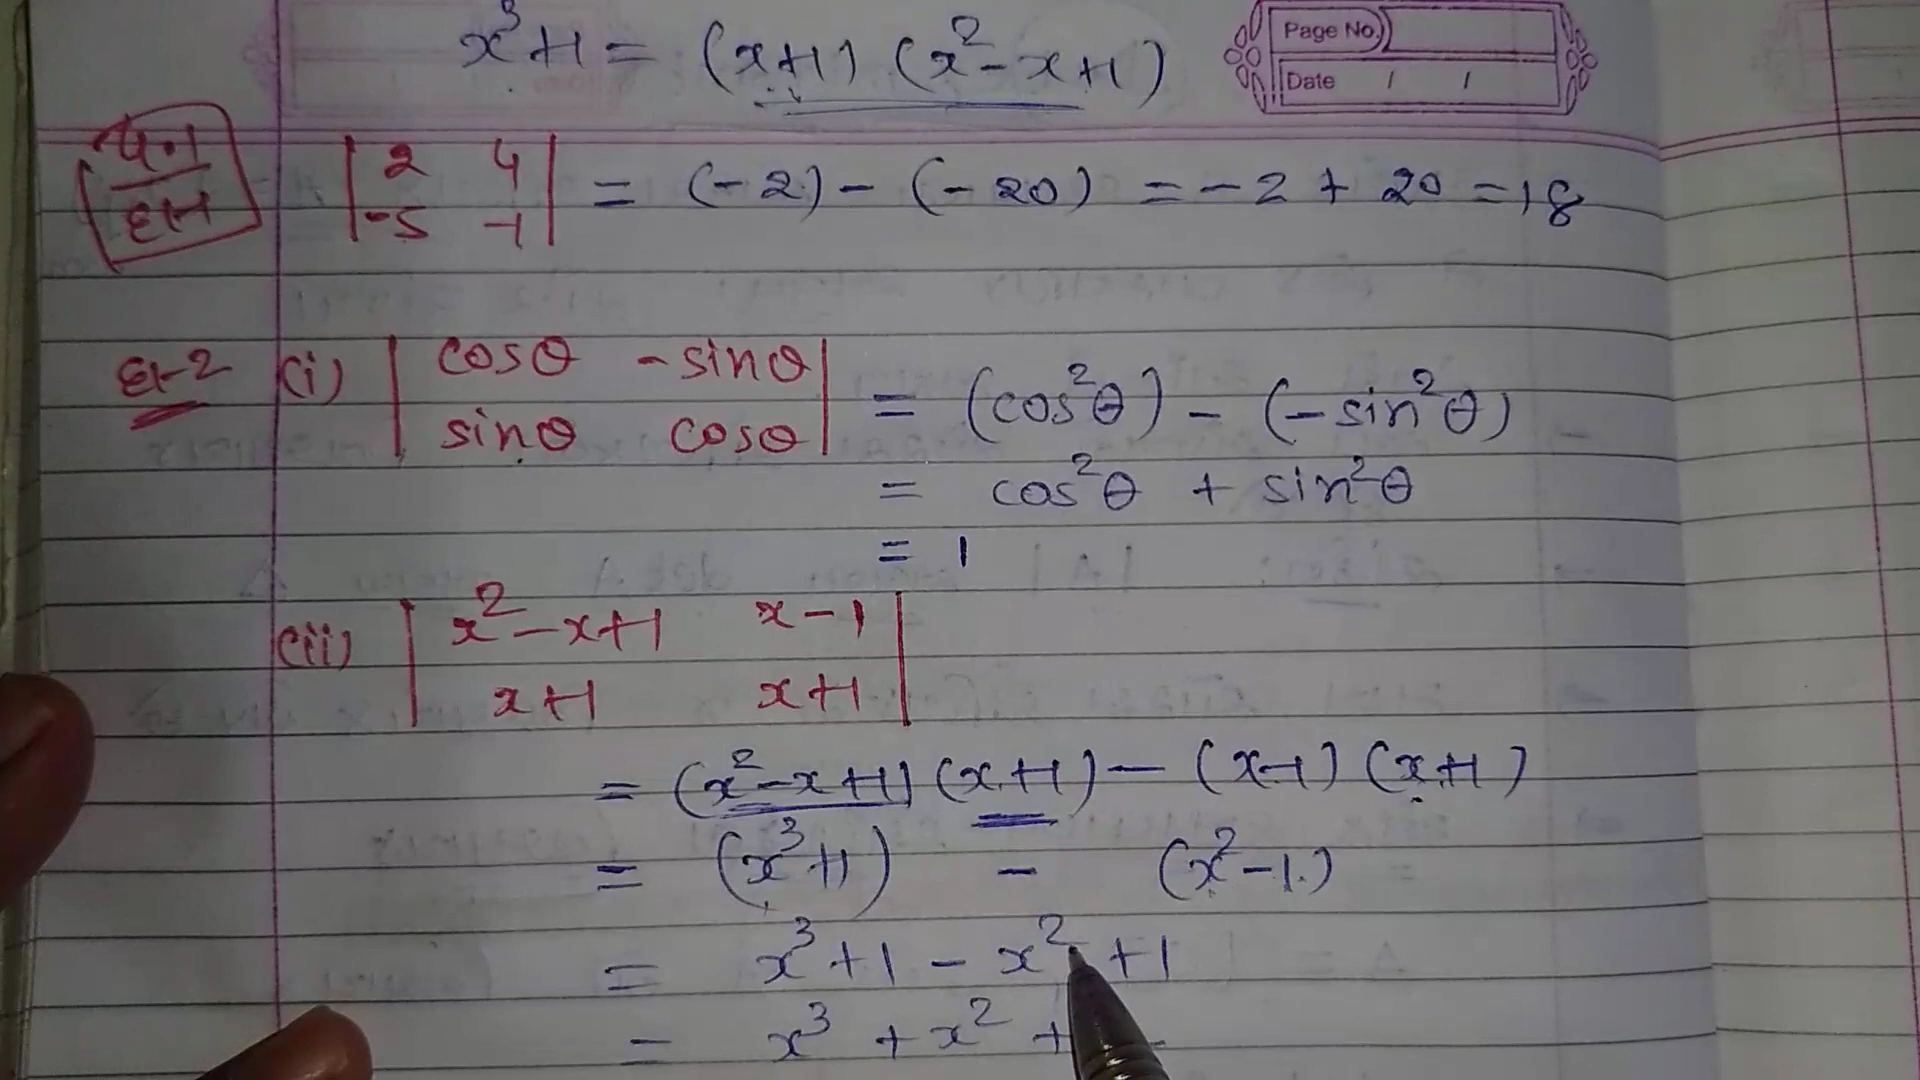 x³+1 = (x+1) (x²-x+1)
Page No.
Date / /
4.1
|2 4|
|-5 -1| = (-2) - (-20) = -2 + 20 = 18
(i) |cosθ -sinθ|
|sinθ cosθ| = (cos²θ) - (-sin²θ)
= cos²θ + sin²θ
= 1
(ii) |x²-x+1 x-1|
|x+1 x+1|
= (x²-x+1) (x+1) - (x-1) (x+1)
= (x³+1) - (x²-1)
= x³+1 - x²+1
= x³ + x² +